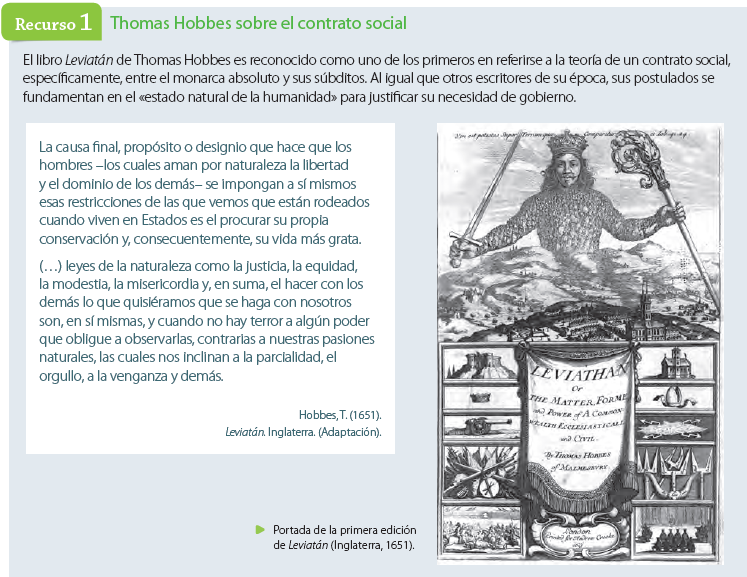 Recurso 1 Thomas Hobbes sobre el contrato social
El libro Leviatán de Thomas Hobbes es reconocido como uno de los primeros en referirse a la teoría de un contrato social,
específicamente, entre el monarca absoluto y sus súbditos. Al igual que otros escritores de su época, sus postulados se
fundamentan en el «estado natural de la humanidad» para justificar su necesidad de gobierno.
La causa final, propósito o designio que hace que los
hombres –los cuales aman por naturaleza la libertad
y el dominio de los demás– se impongan a sí mismos
esas restricciones de las que vemos que están rodeados
cuando viven en Estados es el procurar su propia
conservación y, consecuentemente, su vida más grata.
(…) leyes de la naturaleza como la justicia, la equidad,
la modestia, la misericordia y, en suma, el hacer con los
demás lo que quisiéramos que se haga con nosotros
son, en sí mismas, y cuando no hay terror a algún poder
que obligue a observarlas, contrarias a nuestras pasiones
naturales, las cuales nos inclinan a la parcialidad, el
orgullo, a la venganza y demás.
Hobbes, T. (1651).
Leviatán. Inglaterra. (Adaptación).
Portada de la primera edición
de Leviatán (Inglaterra, 1651).
Non est potestas Super Terram quae
LEVIATHAN
Or
THE MATTER, FORME
and POWER of A COMMON-
WEALTH ECCLESIASTICALL
and CIVIL.
By THOMAS HOBBES
of MALMESBURY.
London